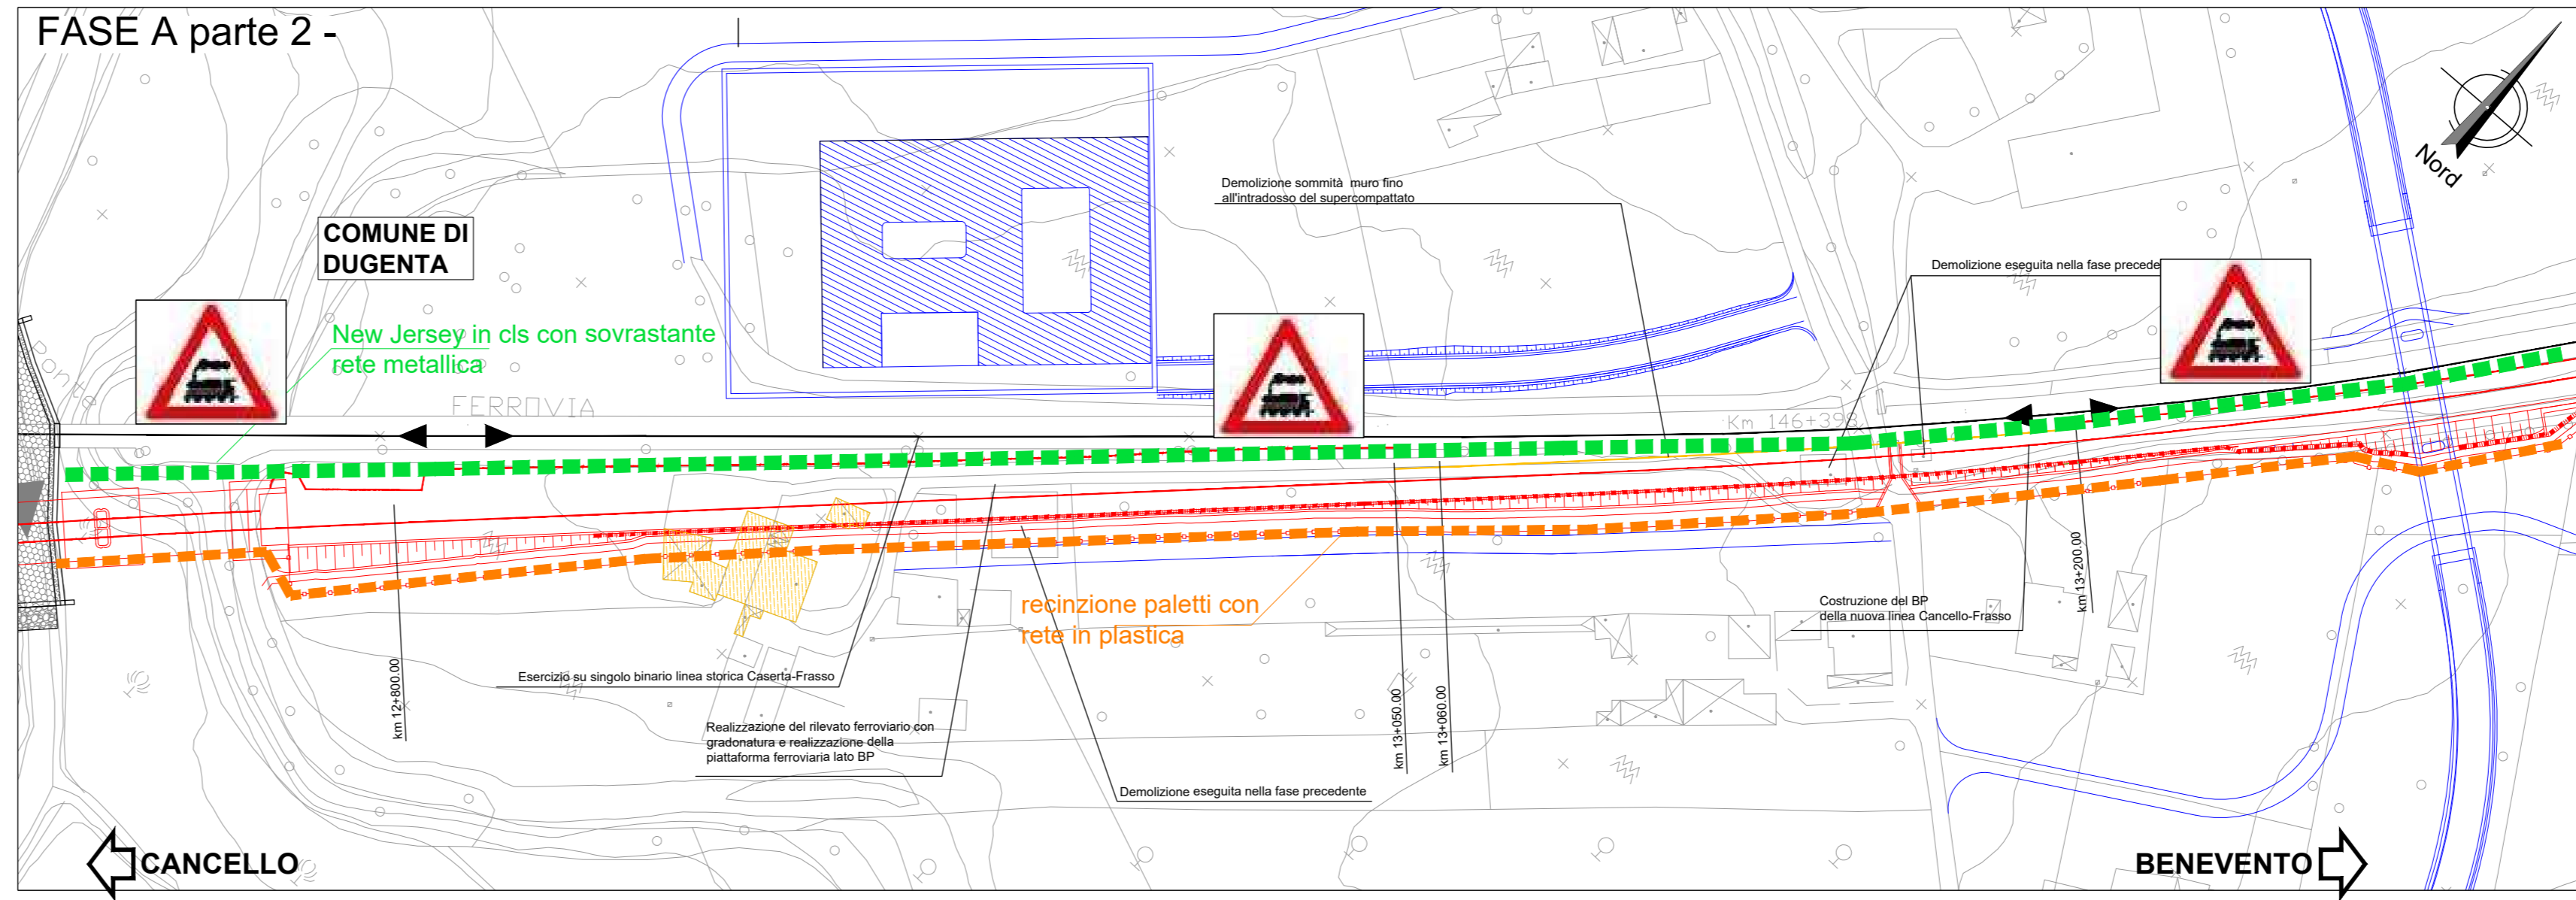 FASE A parte 2 -
Nord
Demolizione sommità muro fino
all'intradosso del supercompattato
COMUNE DI
DUGENTA
Demolizione eseguita nella fase precede
New Jersey in cls con sovrastante
rete metallica
Ponte
FERROVIA
Km 146+398
recinzione paletti con
rete in plastica
Costruzione del BP
della nuova linea Cancello-Frasso
km 13+200.00
Esercizio su singolo binario linea storica Caserta-Frasso
km 12+800.00
Realizzazione del rilevato ferroviario con
gradonatura e realizzazione della
piattaforma ferroviaria lato BP
km 13+050.00
km 13+060.00
Demolizione eseguita nella fase precedente
CANCELLO
BENEVENTO